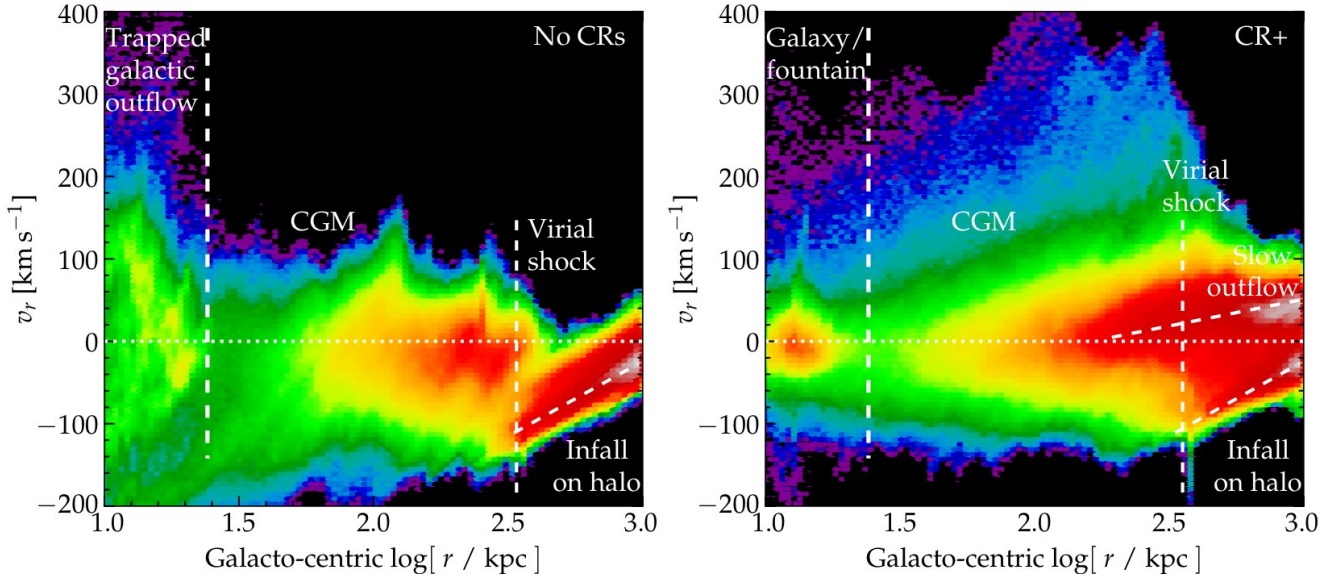 Trapped
galactic
outflow
No CRs
CGM
Virial
shock
Infall
on halo
400
300
200
100
0
−100
−200
v_r [km s⁻¹]
1.0 1.5 2.0 2.5 3.0
Galacto-centric log[ r / kpc ]
Galaxy/
fountain
CR+
CGM
Virial
shock
Slow
outflow
Infall
on halo
400
300
200
100
0
−100
−200
v_r [km s⁻¹]
1.0 1.5 2.0 2.5 3.0
Galacto-centric log[ r / kpc ]